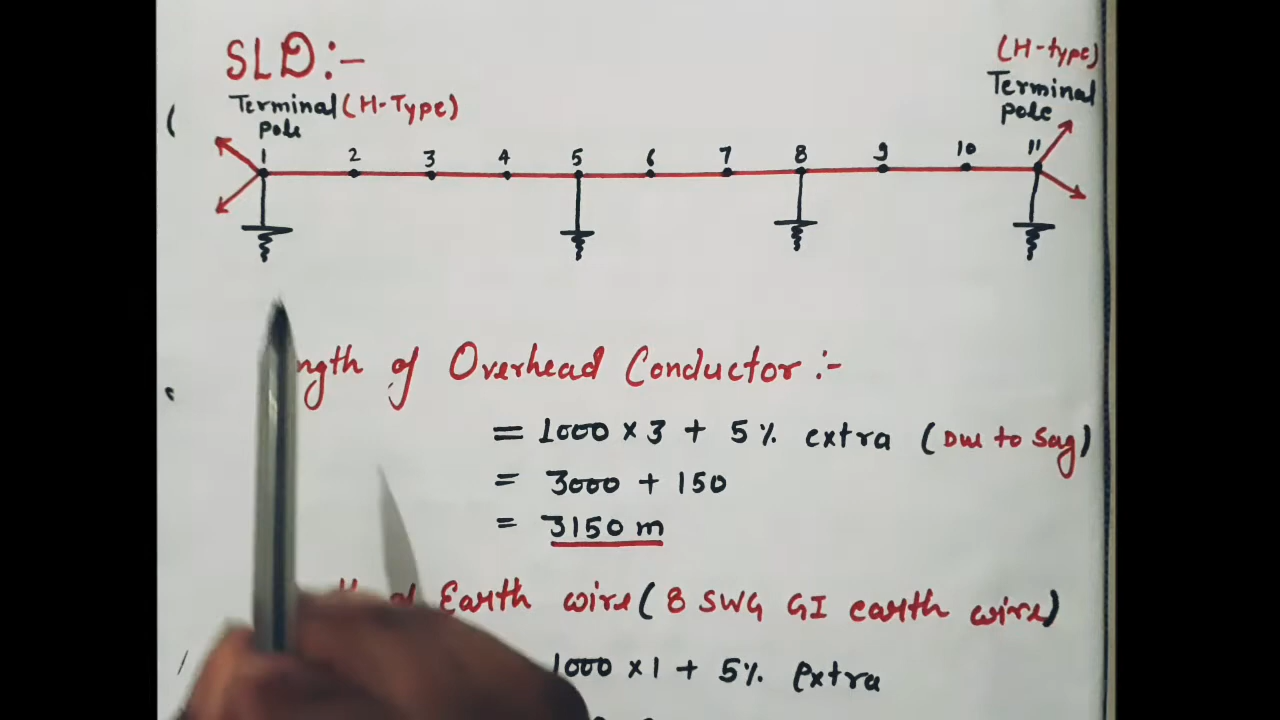 SLD:-
(H-type)
Terminal (H-Type)
pole
Terminal
pole
1 2 3 4 5 6 7 8 9 10 11
of Overhead Conductor :-
= 1000 × 3 + 5% extra (Due to Sag)
= 3000 + 150
= 3150 m
Earth wire (8 SWG GI earth wire)
1000 × 1 + 5% extra